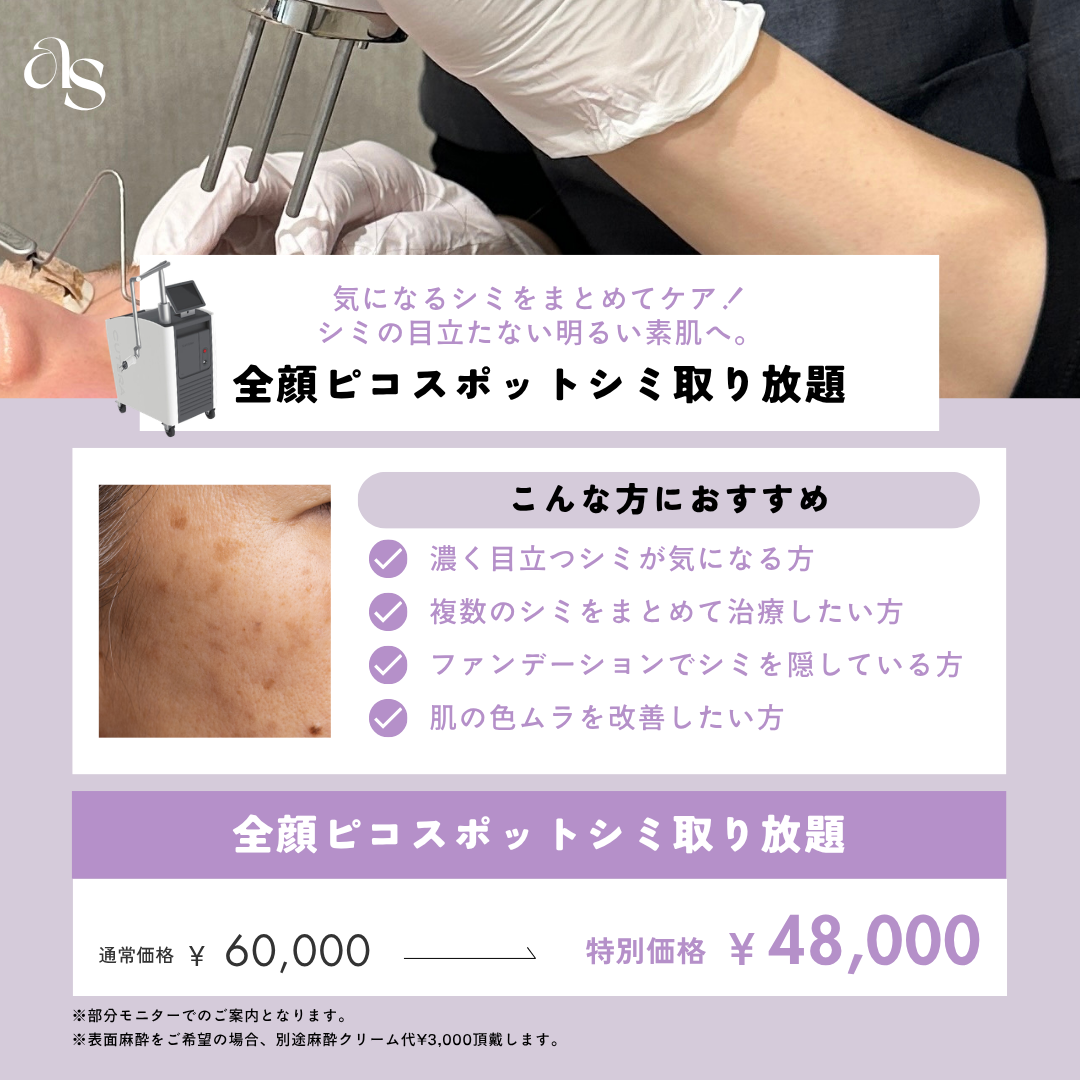 as
気になるシミをまとめてケア！
シミの目立たない明るい素肌へ。
全顔ピコスポットシミ取り放題
こんな方におすすめ
濃く目立つシミが気になる方
複数のシミをまとめて治療したい方
ファンデーションでシミを隠している方
肌の色ムラを改善したい方
全顔ピコスポットシミ取り放題
通常価格 ¥ 60,000
特別価格 ¥ 48,000
※部分モニターでのご案内となります。
※表面麻酔をご希望の場合、別途麻酔クリーム代¥3,000頂戴します。